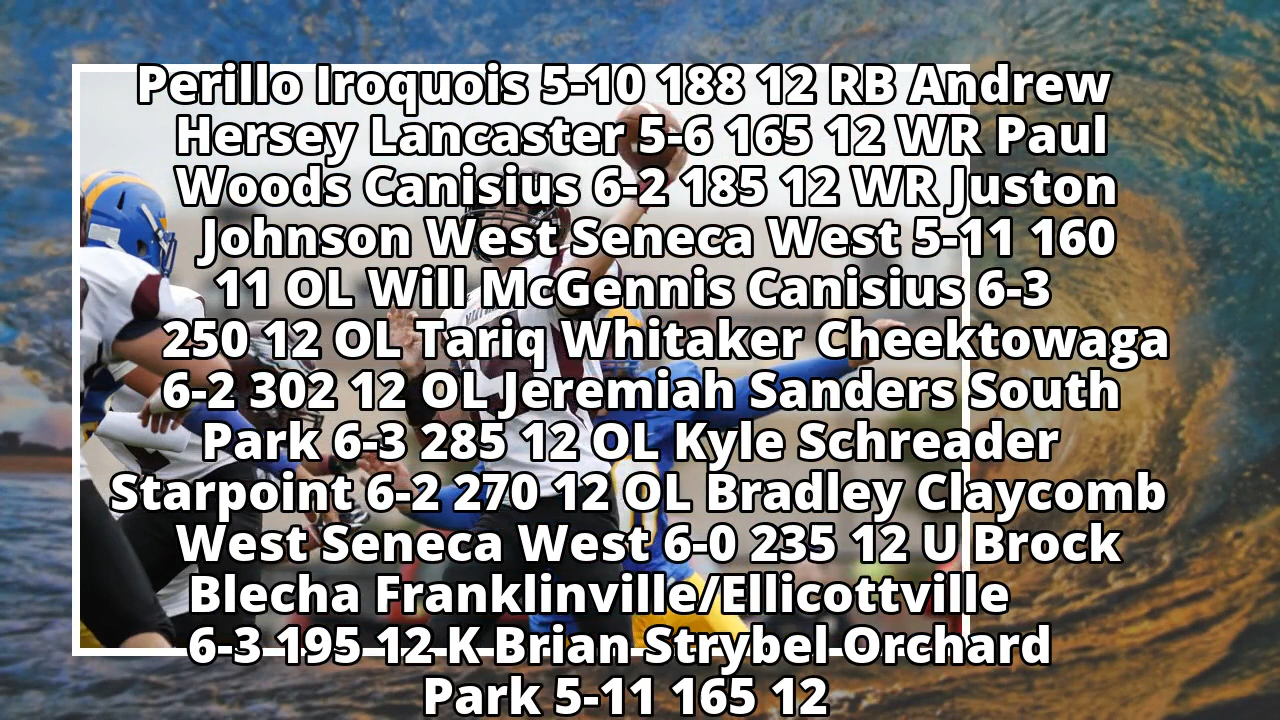 Perillo Iroquois 5-10 188 12 RB Andrew
Hersey Lancaster 5-6 165 12 WR Paul
Woods Canisius 6-2 185 12 WR Juston
Johnson West Seneca West 5-11 160
11 OL Will McGennis Canisius 6-3
250 12 OL Tariq Whitaker Cheektowaga
6-2 302 12 OL Jeremiah Sanders South
Park 6-3 285 12 OL Kyle Schreader
Starpoint 6-2 270 12 OL Bradley Claycomb
West Seneca West 6-0 235 12 U Brock
Blecha Franklinville/Ellicottville
6-3 195 12 K Brian Strybel Orchard
Park 5-11 165 12